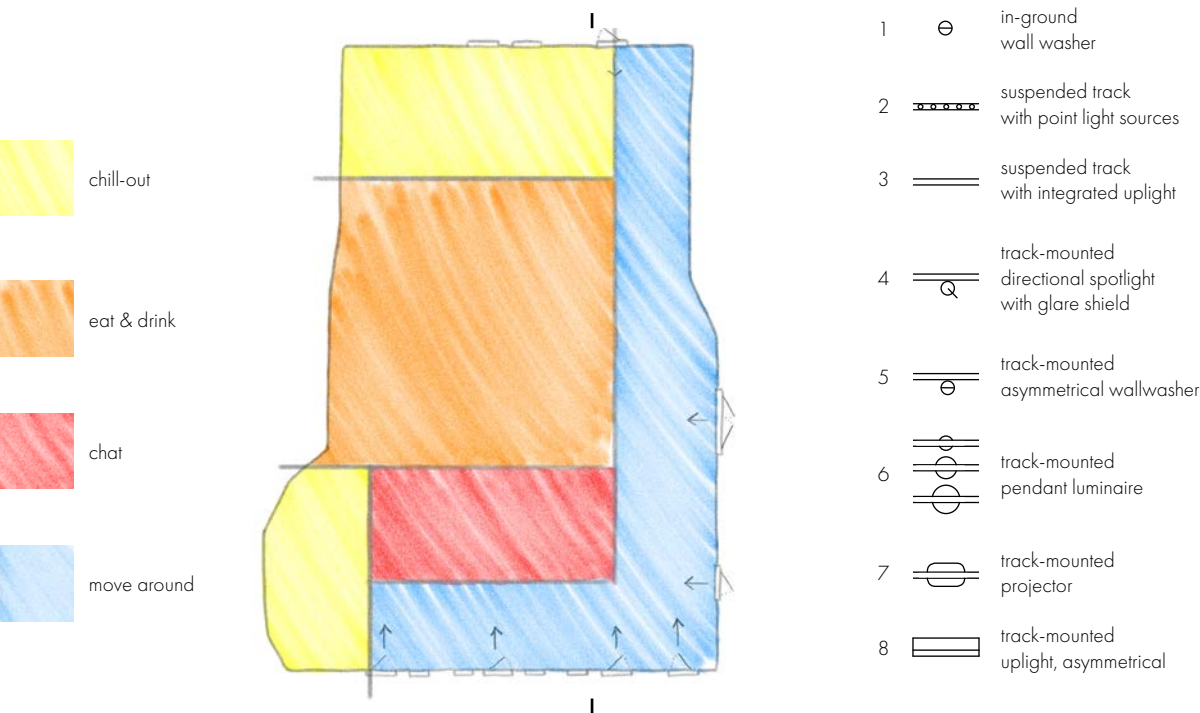 chill-out
eat & drink
chat
move around
1
in-ground
wall washer
2
suspended track
with point light sources
3
suspended track
with integrated uplight
4
track-mounted
directional spotlight
with glare shield
5
track-mounted
asymmetrical wallwasher
6
track-mounted
pendant luminaire
7
track-mounted
projector
8
track-mounted
uplight, asymmetrical